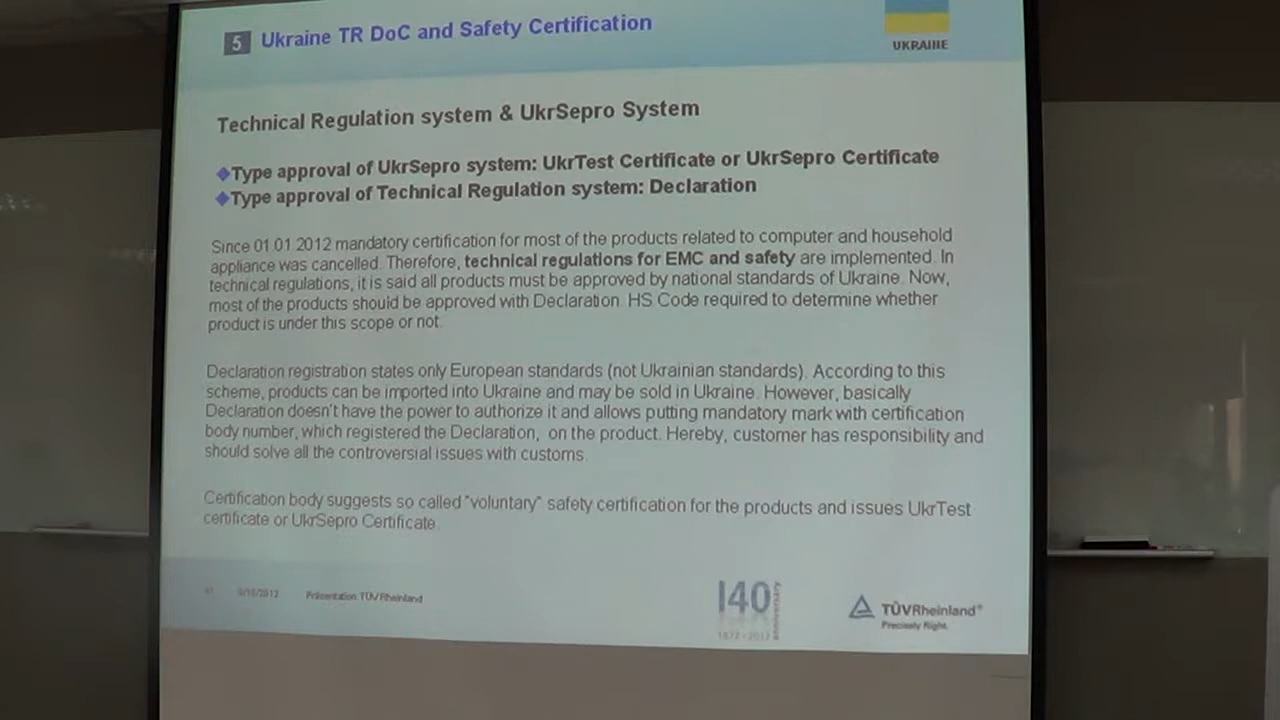 5 Ukraine TR DoC and Safety Certification
UKRAINE
Technical Regulation system & UkrSepro System
◆Type approval of UkrSepro system: UkrTest Certificate or UkrSepro Certificate
◆Type approval of Technical Regulation system: Declaration
Since 01.01.2012 mandatory certification for most of the products related to computer and household
appliance was cancelled. Therefore, technical regulations for EMC and safety are implemented. In
technical regulations, it is said all products must be approved by national standards of Ukraine. Now,
most of the products should be approved with Declaration. HS Code required to determine whether
product is under this scope or not.
Declaration registration states only European standards (not Ukrainian standards). According to this
scheme, products can be imported into Ukraine and may be sold in Ukraine. However, basically
Declaration doesn't have the power to authorize it and allows putting mandatory mark with certification
body number, which registered the Declaration, on the product. Hereby, customer has responsibility and
should solve all the controversial issues with customs.
Certification body suggests so called "voluntary" safety certification for the products and issues UkrTest
certificate or UkrSepro Certificate.
Präsentation TÜV Rheinland
140 anniversary
1872 - 2012
TÜVRheinland®
Precisely Right.